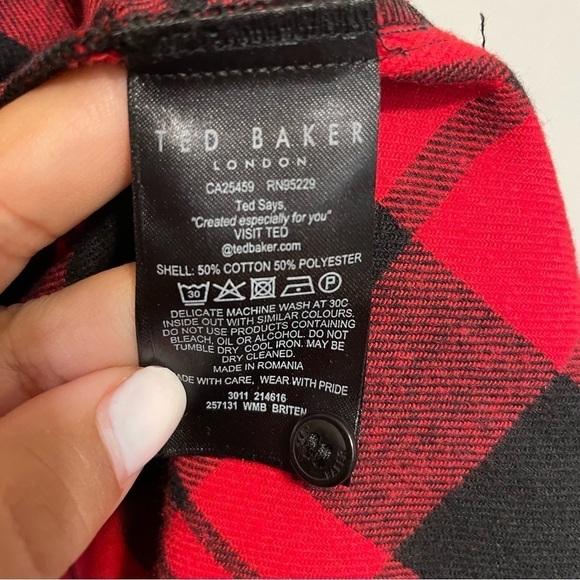 TED BAKER
LONDON
CA25459 RN95229
Ted Says,
"Created especially for you"
VISIT TED
@tedbaker.com
SHELL: 50% COTTON 50% POLYESTER
30
DELICATE MACHINE WASH AT 30C
INSIDE OUT WITH SIMILAR COLOURS.
DO NOT USE PRODUCTS CONTAINING
BLEACH, OIL OR ALCOHOL. DO NOT
TUMBLE DRY COOL IRON. MAY BE
DRY CLEANED.
MADE IN ROMANIA
MADE WITH CARE, WEAR WITH PRIDE
3011 214616
257131 WMB BRITEN